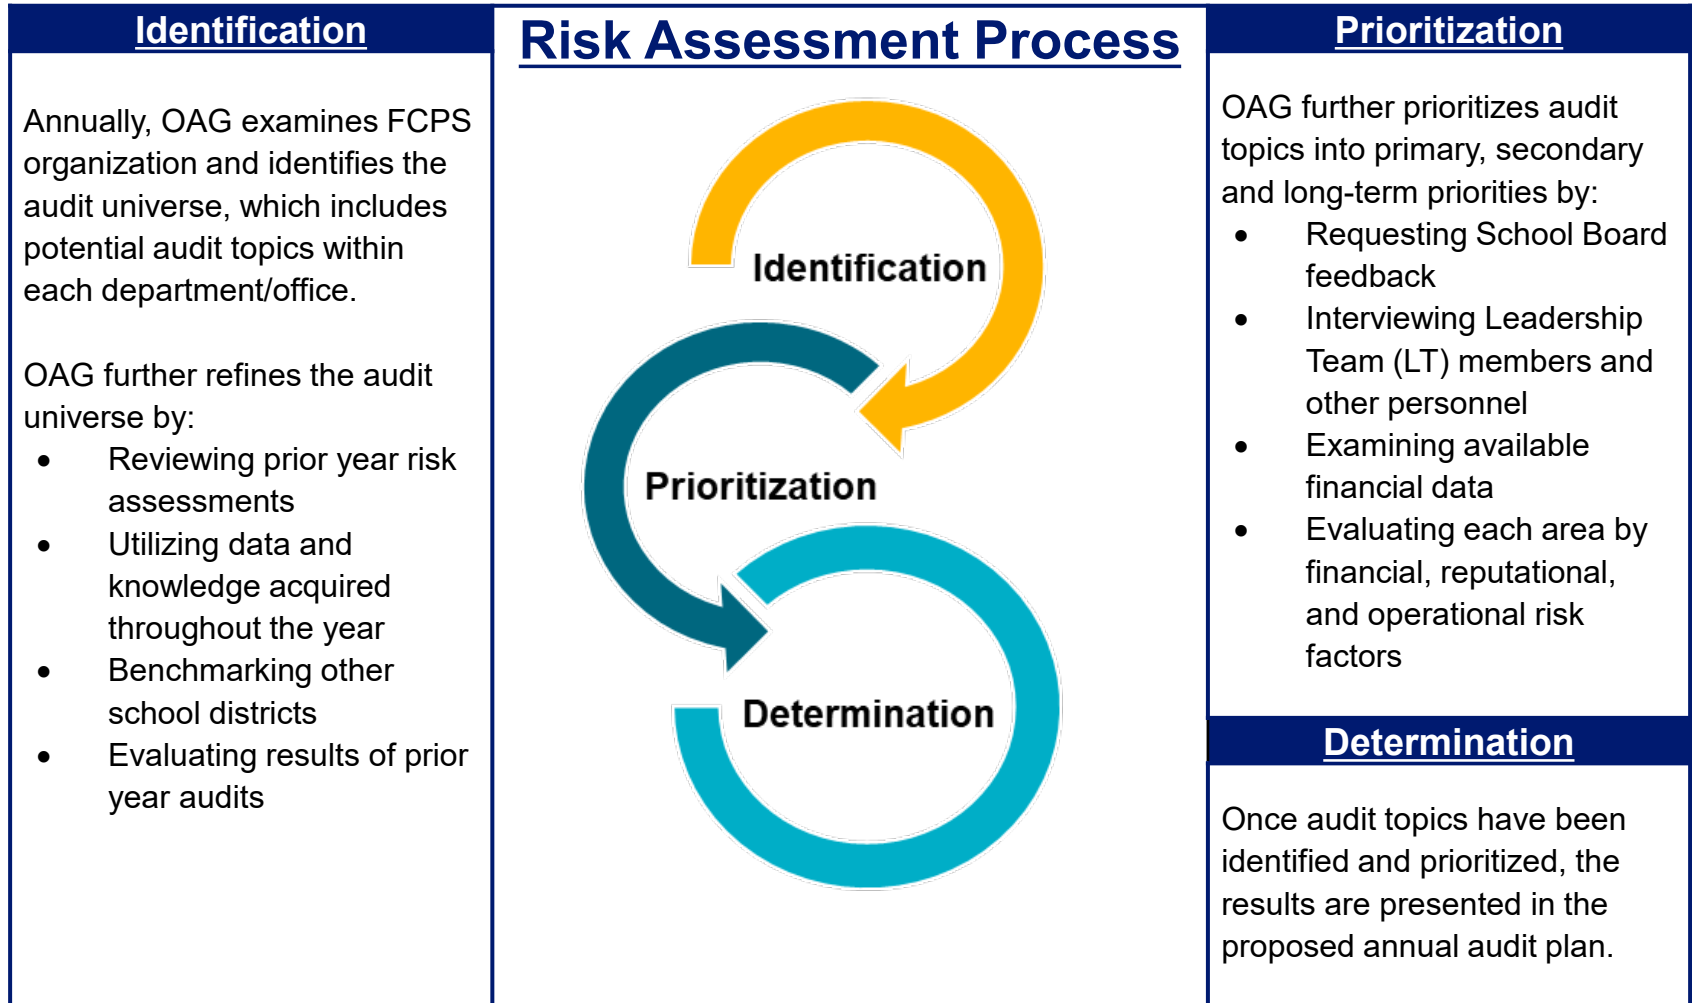 Identification
Annually, OAG examines FCPS
organization and identifies the
audit universe, which includes
potential audit topics within
each department/office.
OAG further refines the audit
universe by:
• Reviewing prior year risk
assessments
• Utilizing data and
knowledge acquired
throughout the year
• Benchmarking other
school districts
• Evaluating results of prior
year audits
Risk Assessment Process
Identification
Prioritization
Determination
Prioritization
OAG further prioritizes audit
topics into primary, secondary
and long-term priorities by:
• Requesting School Board
feedback
• Interviewing Leadership
Team (LT) members and
other personnel
• Examining available
financial data
• Evaluating each area by
financial, reputational,
and operational risk
factors
Determination
Once audit topics have been
identified and prioritized, the
results are presented in the
proposed annual audit plan.